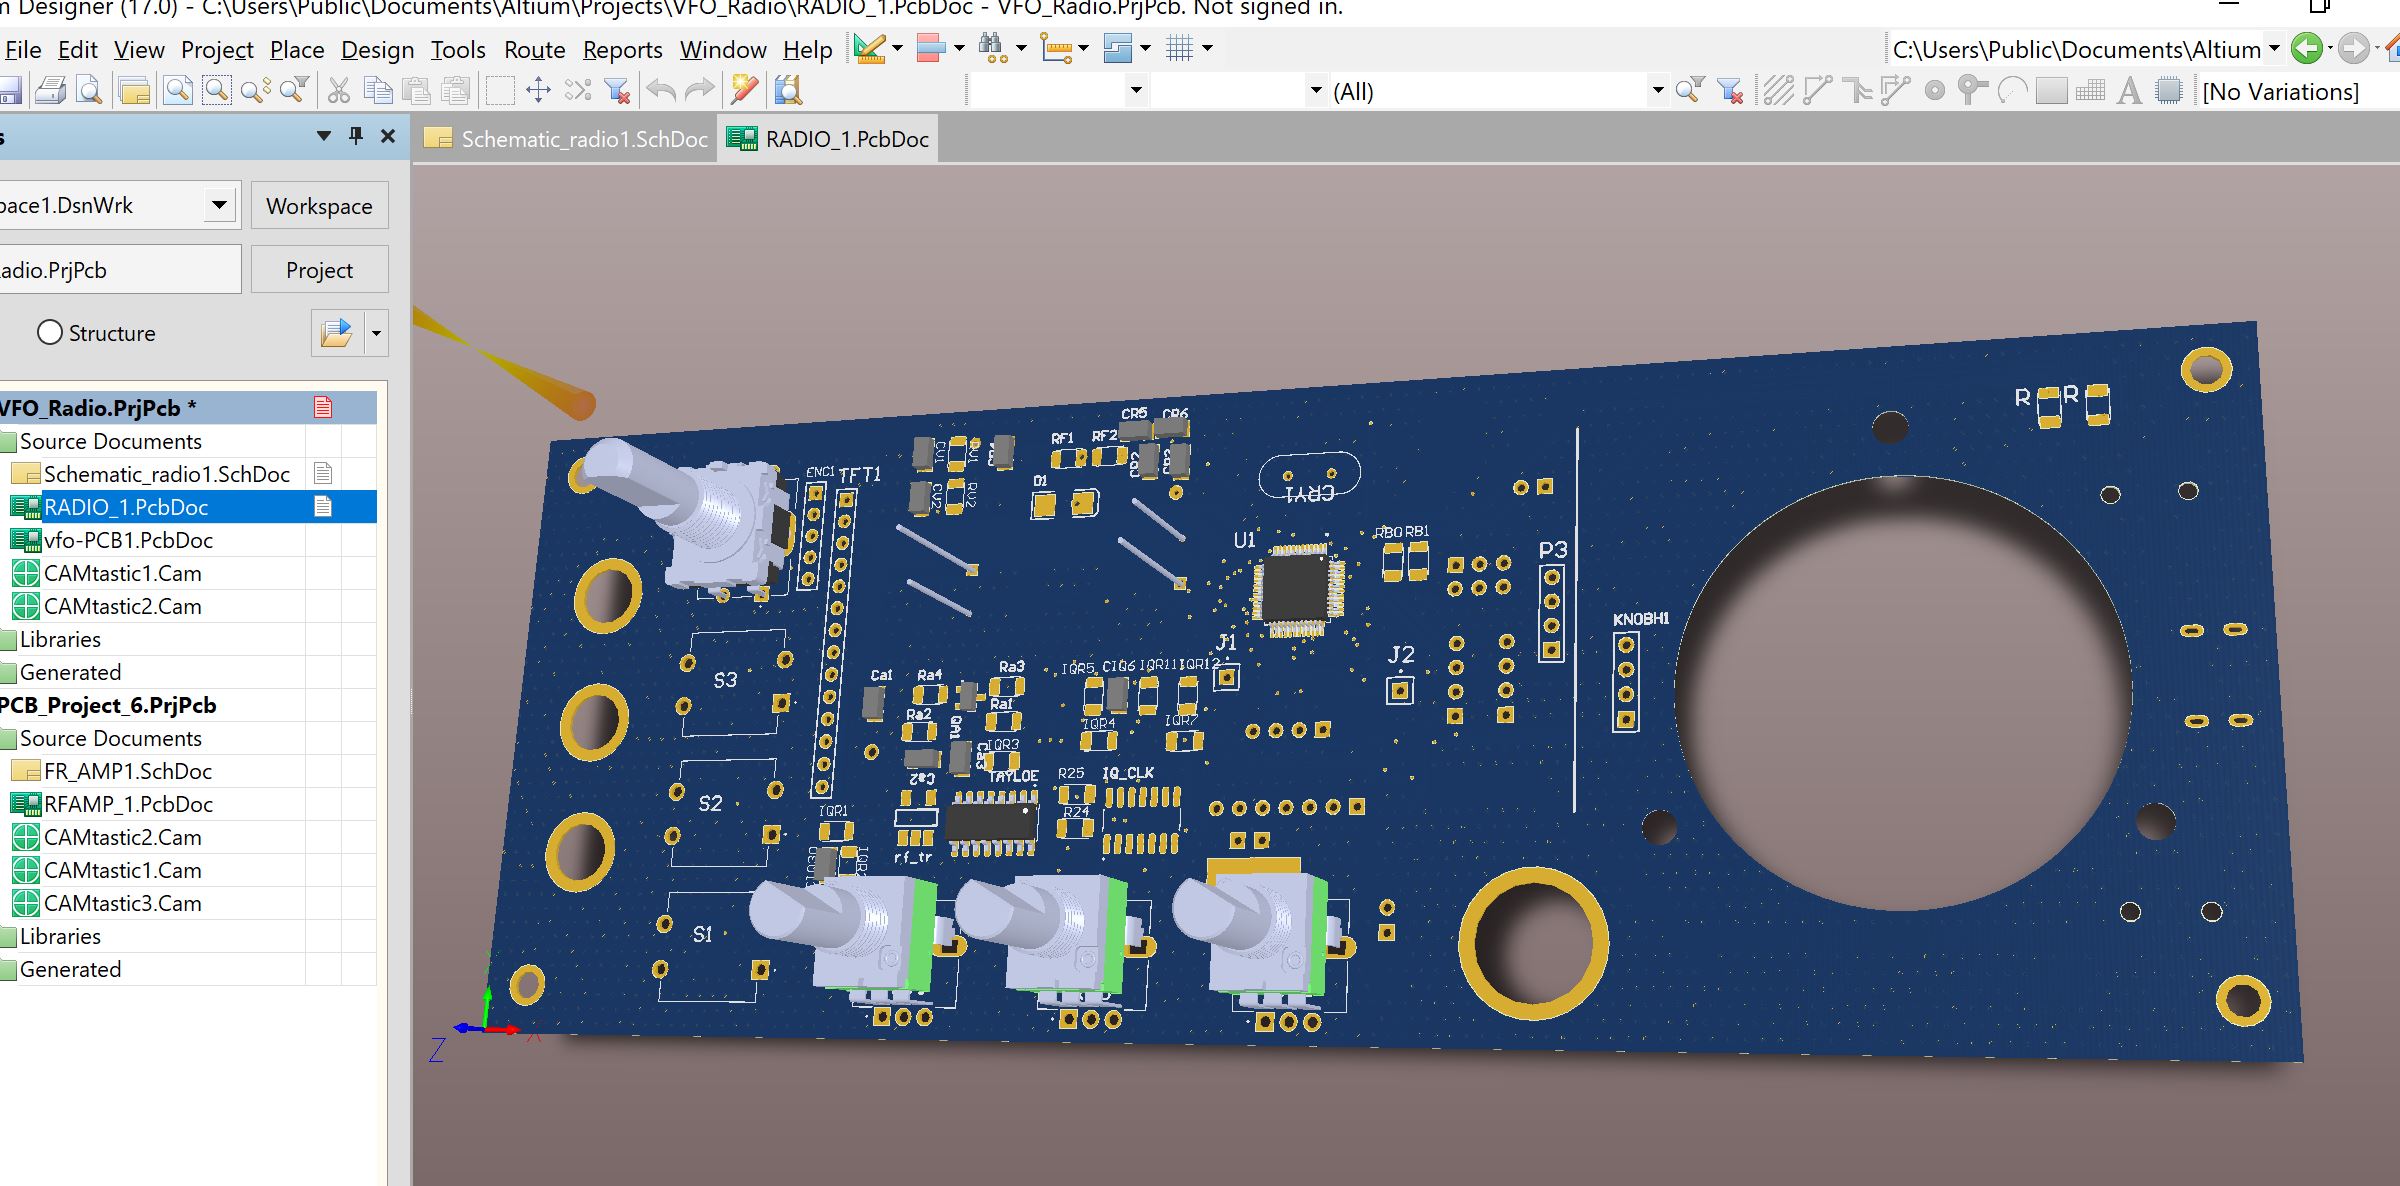 m Designer (17.0) - C:\Users\Public\Documents\Altium\Projects\VFO_Radio\RADIO_1.PcbDoc - VFO_Radio.PrjPcb. Not signed in.
File Edit View Project Place Design Tools Route Reports Window Help
C:\Users\Public\Documents\Altium
(All)
[No Variations]
s
Schematic_radio1.SchDoc RADIO_1.PcbDoc
pace1.DsnWrk Workspace
adio.PrjPcb Project
Structure
VFO_Radio.PrjPcb *
Source Documents
Schematic_radio1.SchDoc
RADIO_1.PcbDoc
vfo-PCB1.PcbDoc
CAMtastic1.Cam
CAMtastic2.Cam
Libraries
Generated
PCB_Project_6.PrjPcb
Source Documents
FR_AMP1.SchDoc
RFAMP_1.PcbDoc
CAMtastic2.Cam
CAMtastic1.Cam
CAMtastic3.Cam
Libraries
Generated
R R
CR5 CR6
RF1 RF2
CR2 CR3
ENC1 TFT1
D1
CV2 RV2
CRY1
U1
RB0 RB1
P3
KNOBH1
J1
J2
S3
Ca1 Ra4 Ra3
IQR5 CIQ6 IQR11 IQR12
Ra2 Ra1
QA1
IQR4 IQR7
Ca2 Ca3 IQR3
TAYLOE R25 IQ_CLK
S2
IQR1
R24
rf_tr
S1
Z X